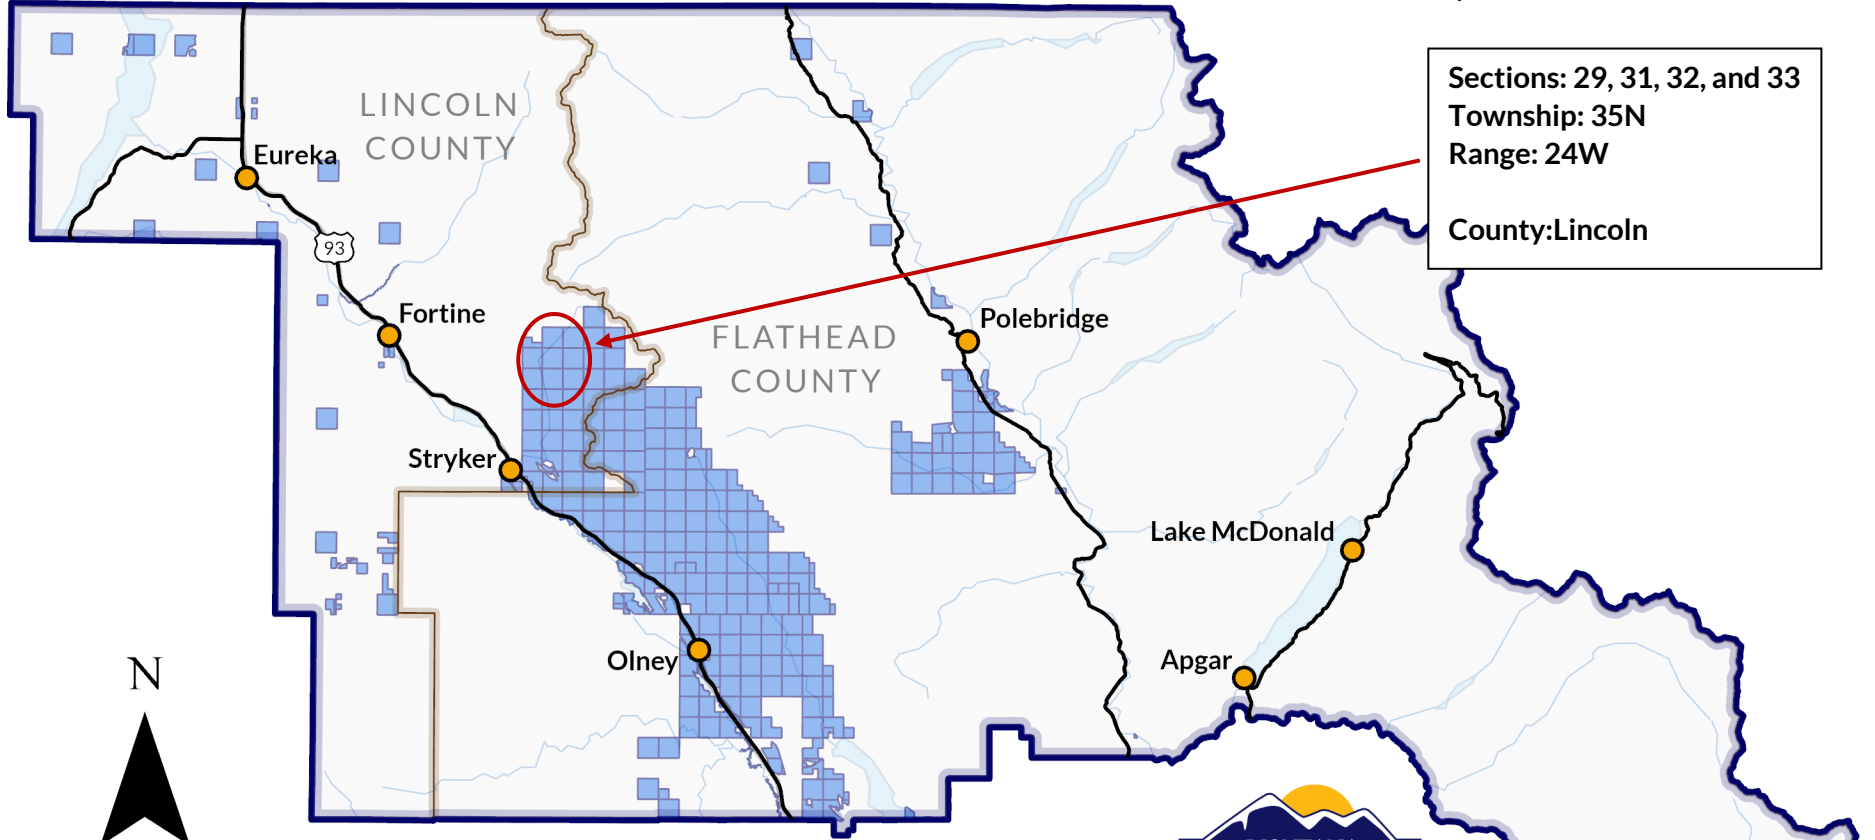 Sections: 29, 31, 32, and 33
Township: 35N
Range: 24W
County:Lincoln
LINCOLN
COUNTY
Eureka
93
Fortine
FLATHEAD
COUNTY
Polebridge
Stryker
Lake McDonald
Olney
Apgar
N